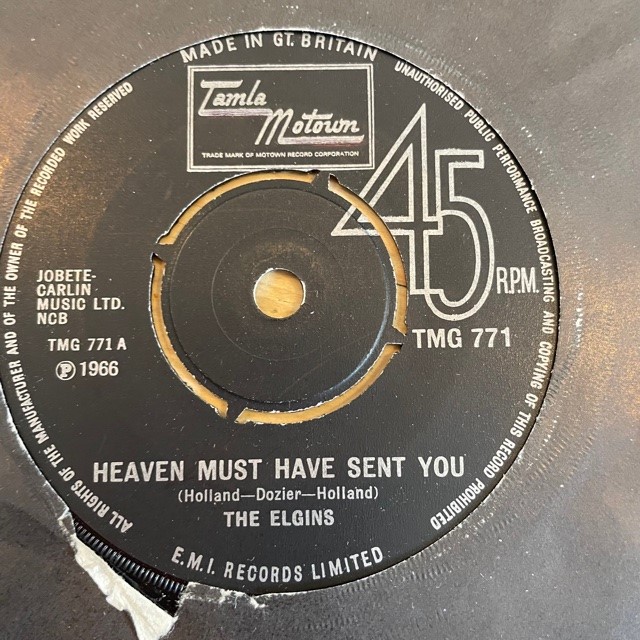 MADE IN GT. BRITAIN
UNAUTHORISED PUBLIC PERFORMANCE BROADCASTING AND COPYING OF THIS RECORD PROHIBITED
ALL RIGHTS OF THE MANUFACTURER AND OF THE OWNER OF THE RECORDED WORK RESERVED
Tamla
Motown
TRADE MARK OF MOTOWN RECORD CORPORATION
45
R.P.M.
JOBETE-
CARLIN
MUSIC LTD.
NCB
TMG 771 A
℗ 1966
TMG 771
HEAVEN MUST HAVE SENT YOU
(Holland—Dozier—Holland)
THE ELGINS
E.M.I. RECORDS LIMITED